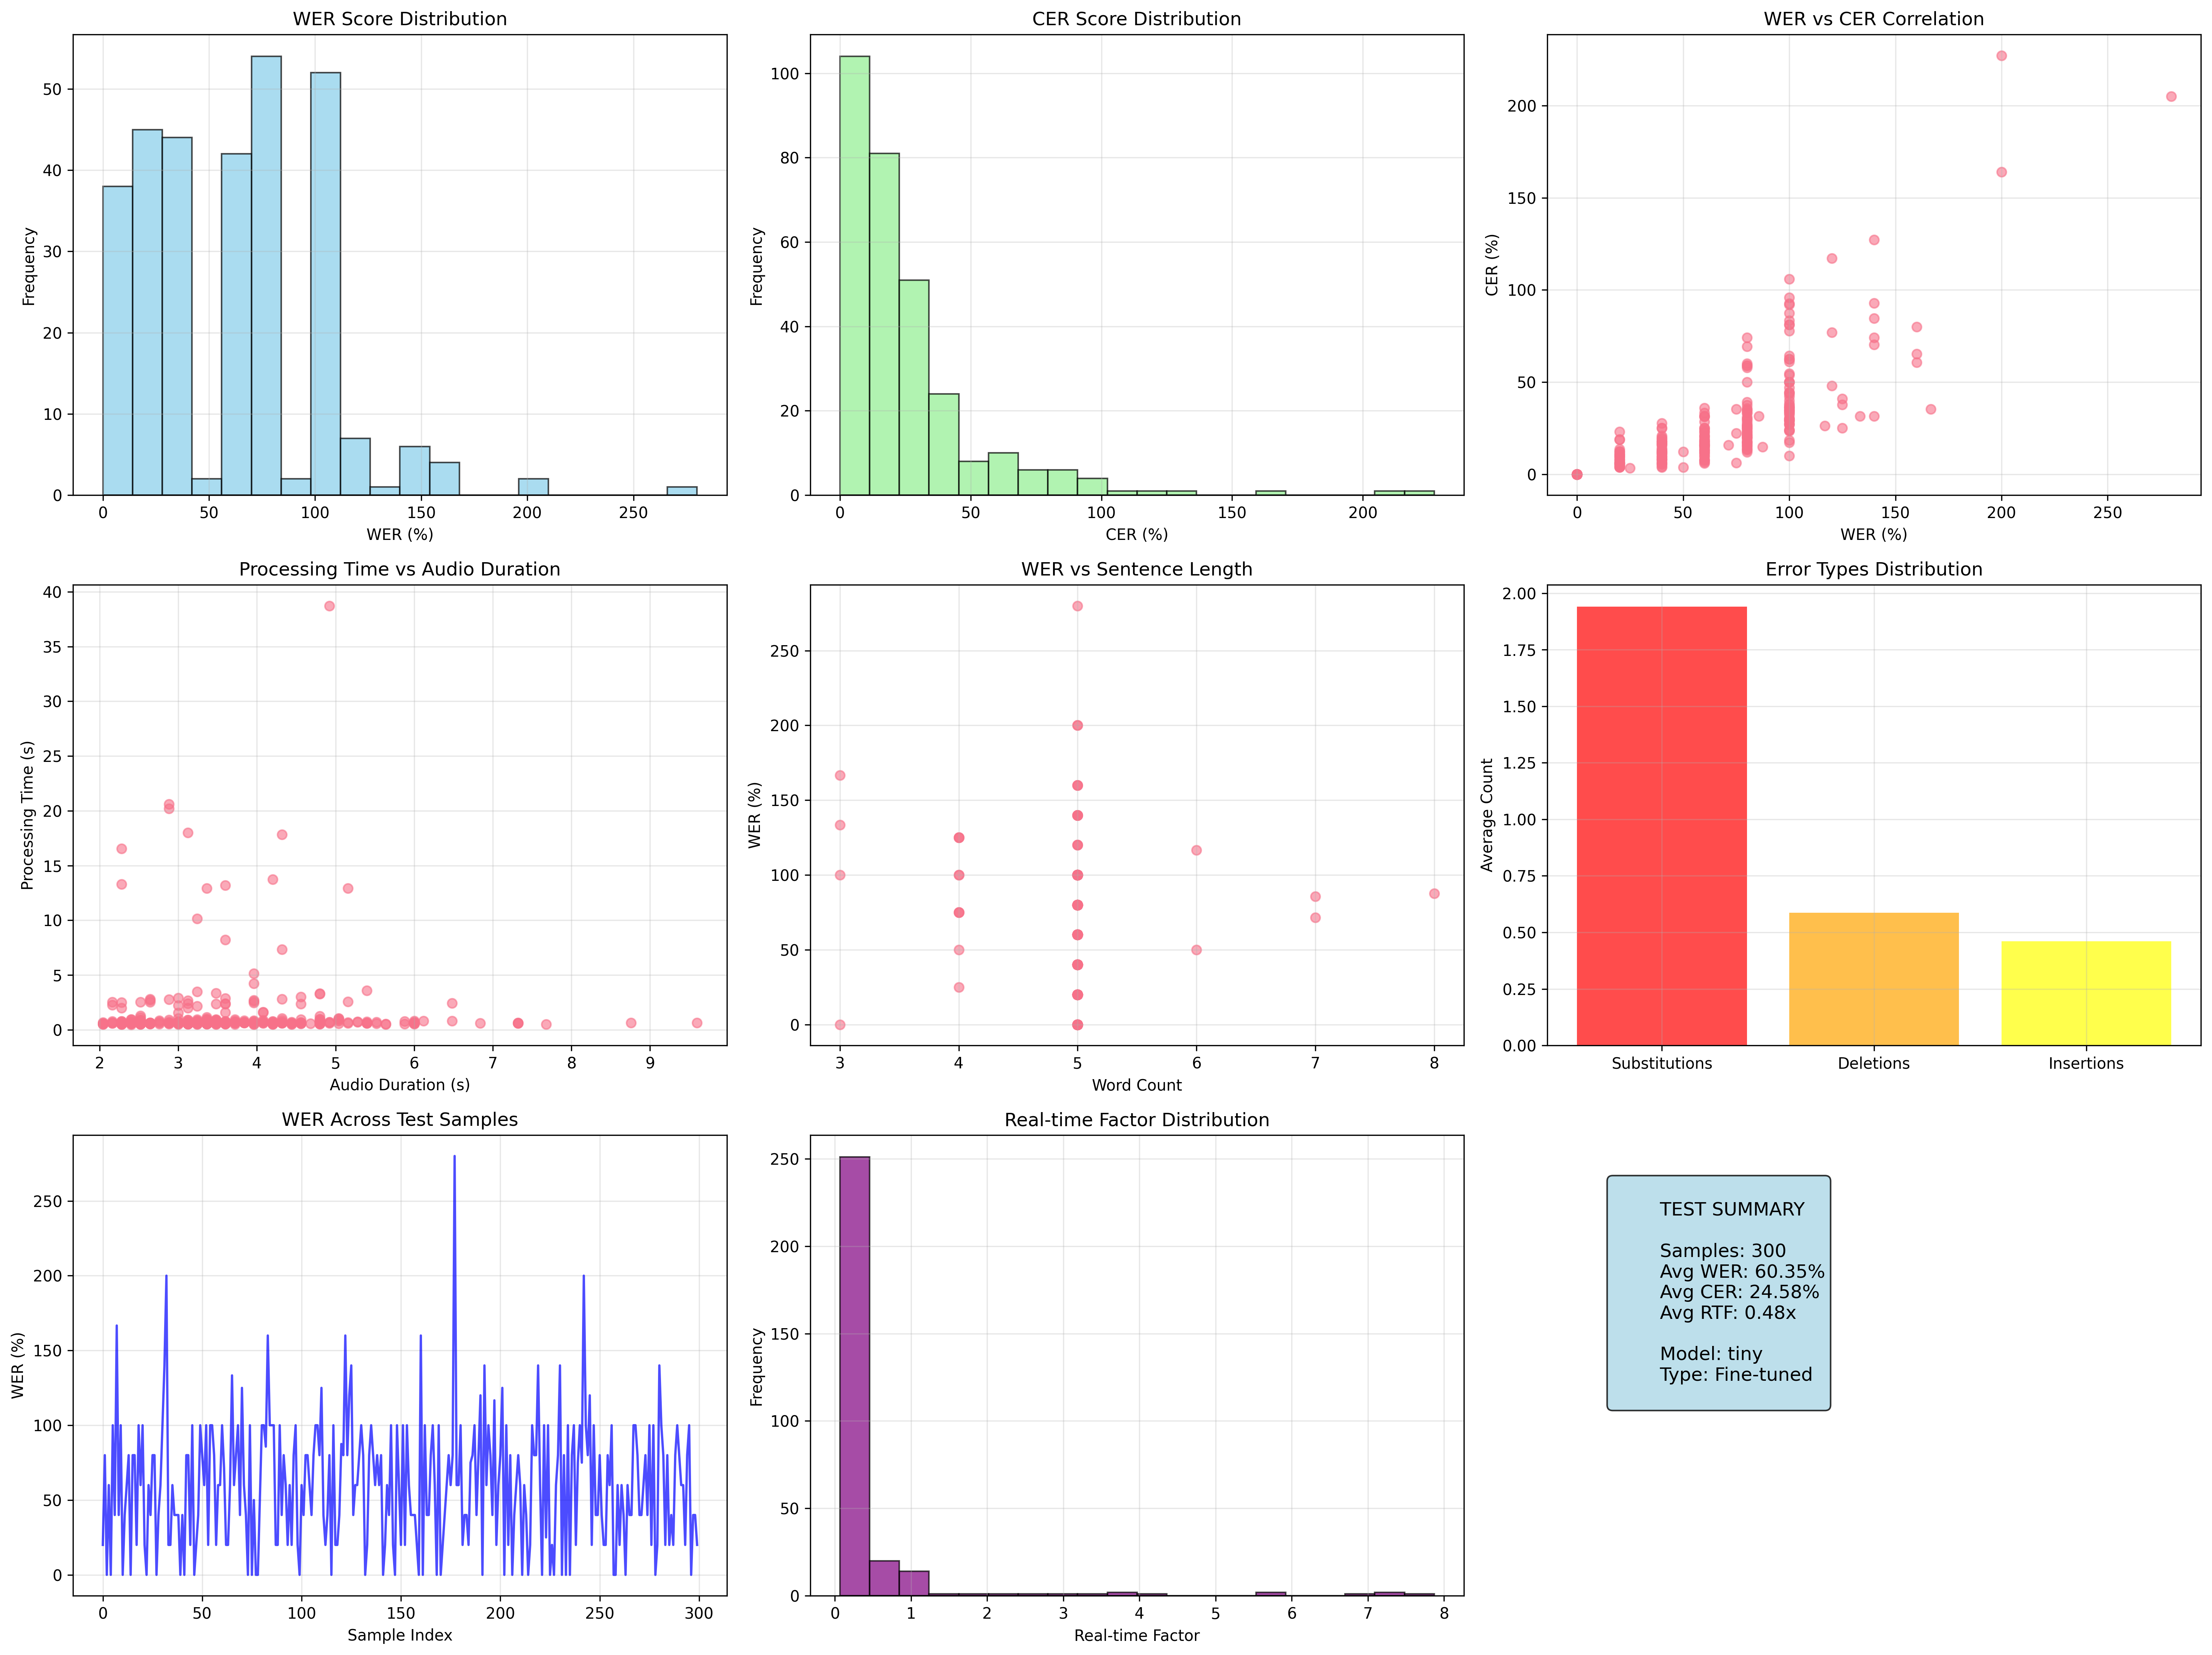 WER Score Distribution
Frequency
50
40
30
20
10
0
0 50 100 150 200 250
WER (%)
CER Score Distribution
Frequency
100
80
60
40
20
0
0 50 100 150 200
CER (%)
WER vs CER Correlation
CER (%)
200
150
100
50
0
0 50 100 150 200 250
WER (%)
Processing Time vs Audio Duration
Processing Time (s)
40
35
30
25
20
15
10
5
0
2 3 4 5 6 7 8 9
Audio Duration (s)
WER vs Sentence Length
WER (%)
250
200
150
100
50
0
3 4 5 6 7 8
Word Count
Error Types Distribution
Average Count
2.00
1.75
1.50
1.25
1.00
0.75
0.50
0.25
0.00
Substitutions Deletions Insertions
WER Across Test Samples
WER (%)
250
200
150
100
50
0
0 50 100 150 200 250 300
Sample Index
Real-time Factor Distribution
Frequency
250
200
150
100
50
0
0 1 2 3 4 5 6 7 8
Real-time Factor
TEST SUMMARY
Samples: 300
Avg WER: 60.35%
Avg CER: 24.58%
Avg RTF: 0.48x
Model: tiny
Type: Fine-tuned